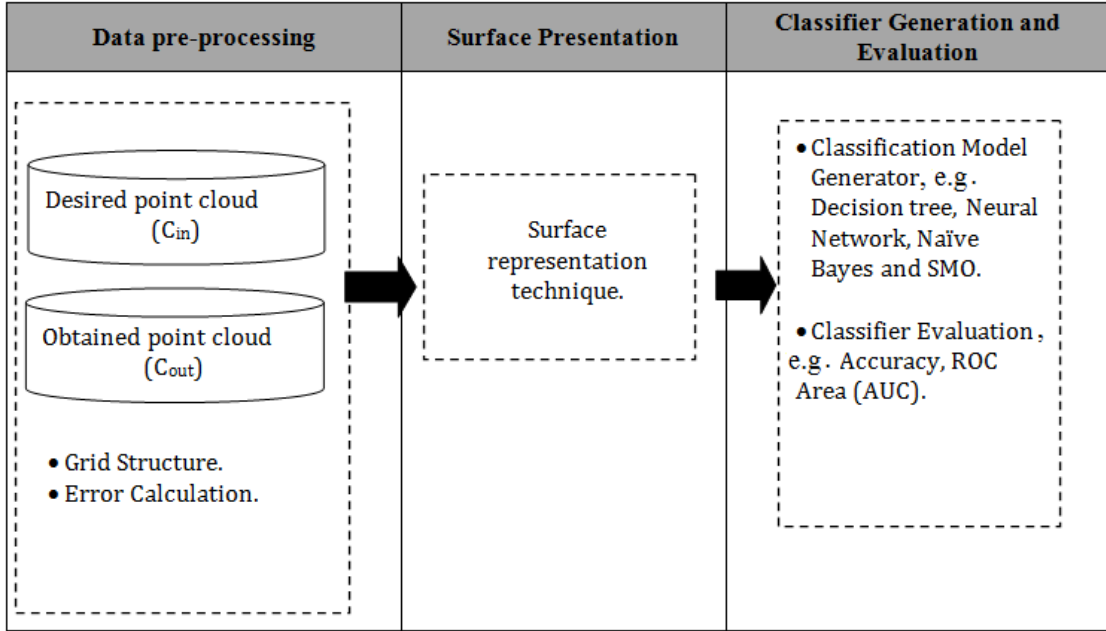 Data pre-processing
Surface Presentation
Classifier Generation and
Evaluation
Desired point cloud
(Cin)
Obtained point cloud
(Cout)
• Grid Structure.
• Error Calculation.
Surface
representation
technique.
• Classification Model
Generator, e.g.
Decision tree, Neural
Network, Naïve
Bayes and SMO.
• Classifier Evaluation,
e.g. Accuracy, ROC
Area (AUC).